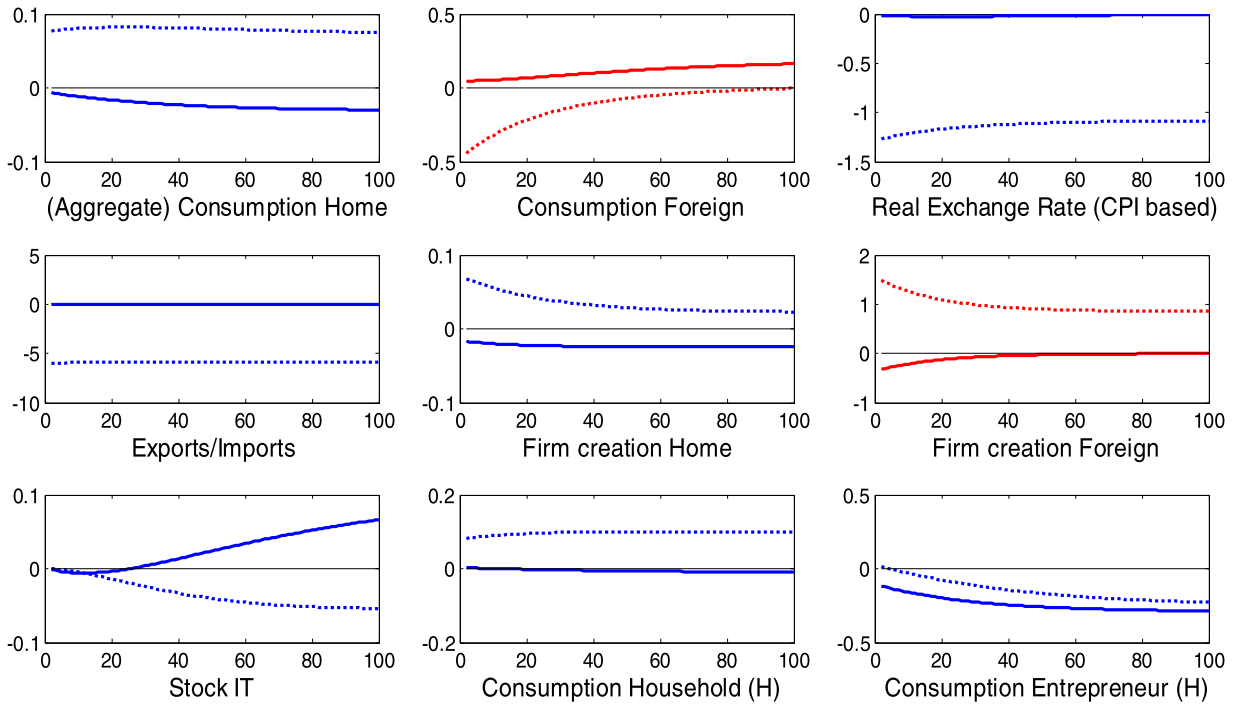 0.1
0
-0.1
0 20 40 60 80 100
(Aggregate) Consumption Home
0.5
0
-0.5
0 20 40 60 80 100
Consumption Foreign
0
-0.5
-1
-1.5
0 20 40 60 80 100
Real Exchange Rate (CPI based)
5
0
-5
-10
0 20 40 60 80 100
Exports/Imports
0.1
0
-0.1
0 20 40 60 80 100
Firm creation Home
2
1
0
-1
0 20 40 60 80 100
Firm creation Foreign
0.1
0
-0.1
0 20 40 60 80 100
Stock IT
0.2
0
-0.2
0 20 40 60 80 100
Consumption Household (H)
0.5
0
-0.5
0 20 40 60 80 100
Consumption Entrepreneur (H)